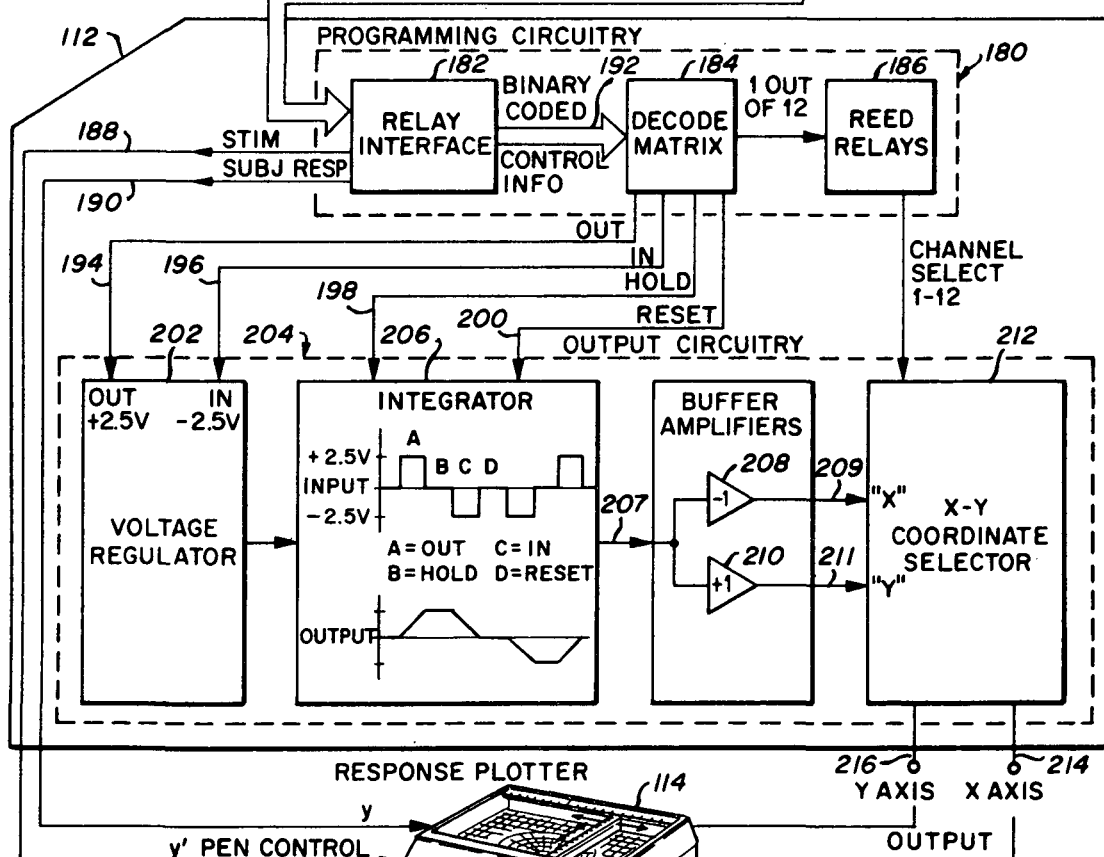 112
PROGRAMMING CIRCUITRY
180
182
192
184
186
BINARY
CODED
1 OUT
OF 12
RELAY
INTERFACE
DECODE
MATRIX
REED
RELAYS
CONTROL
INFO
188
STIM
SUBJ RESP
190
OUT
IN
HOLD
RESET
194
196
198
200
CHANNEL
SELECT
1-12
202
204
206
OUTPUT CIRCUITRY
212
OUT
+2.5V
IN
-2.5V
VOLTAGE
REGULATOR
INTEGRATOR
A
B C D
+2.5V
INPUT
-2.5V
A=OUT C=IN
B=HOLD D=RESET
OUTPUT
207
BUFFER
AMPLIFIERS
208
-1
209
210
+1
211
"X"
"Y"
X-Y
COORDINATE
SELECTOR
216
214
Y AXIS X AXIS
OUTPUT
RESPONSE PLOTTER
114
y
y' PEN CONTROL